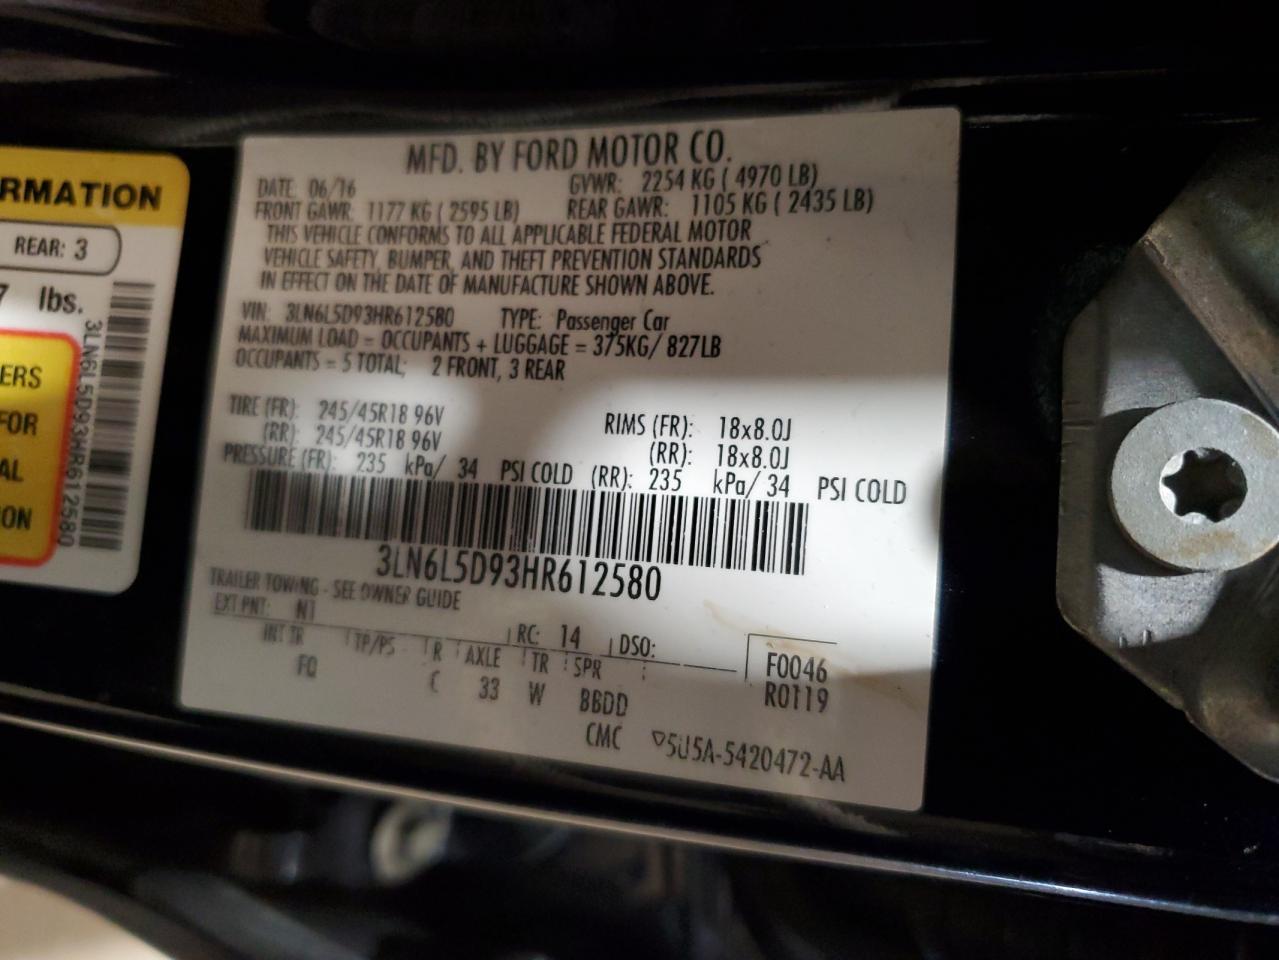 RMATION
REAR: 3
7 lbs.
ERS
FOR
AL
ON
3LN6L5D93HR612580
MFD. BY FORD MOTOR CO.
DATE: 06/16 GVWR: 2254 KG ( 4970 LB)
FRONT GAWR: 1177 KG ( 2595 LB) REAR GAWR: 1105 KG ( 2435 LB)
THIS VEHICLE CONFORMS TO ALL APPLICABLE FEDERAL MOTOR
VEHICLE SAFETY, BUMPER, AND THEFT PREVENTION STANDARDS
IN EFFECT ON THE DATE OF MANUFACTURE SHOWN ABOVE.
VIN: 3LN6L5D93HR612580 TYPE: Passenger Car
MAXIMUM LOAD = OCCUPANTS + LUGGAGE = 375KG/ 827LB
OCCUPANTS = 5 TOTAL; 2 FRONT, 3 REAR
TIRE (FR): 245/45R18 96V RIMS (FR): 18x8.0J
(RR): 245/45R18 96V (RR): 18x8.0J
PRESSURE (FR): 235 kPa/ 34 PSI COLD (RR): 235 kPa/ 34 PSI COLD
3LN6L5D93HR612580
TRAILER TOWING - SEE OWNER GUIDE
EXT PNT: N1 RC: 14 DSO:
INT TR TP/PS R AXLE TR SPR F0046
FQ C 33 W BBDD R0119
CMC ▽5U5A-5420472-AA